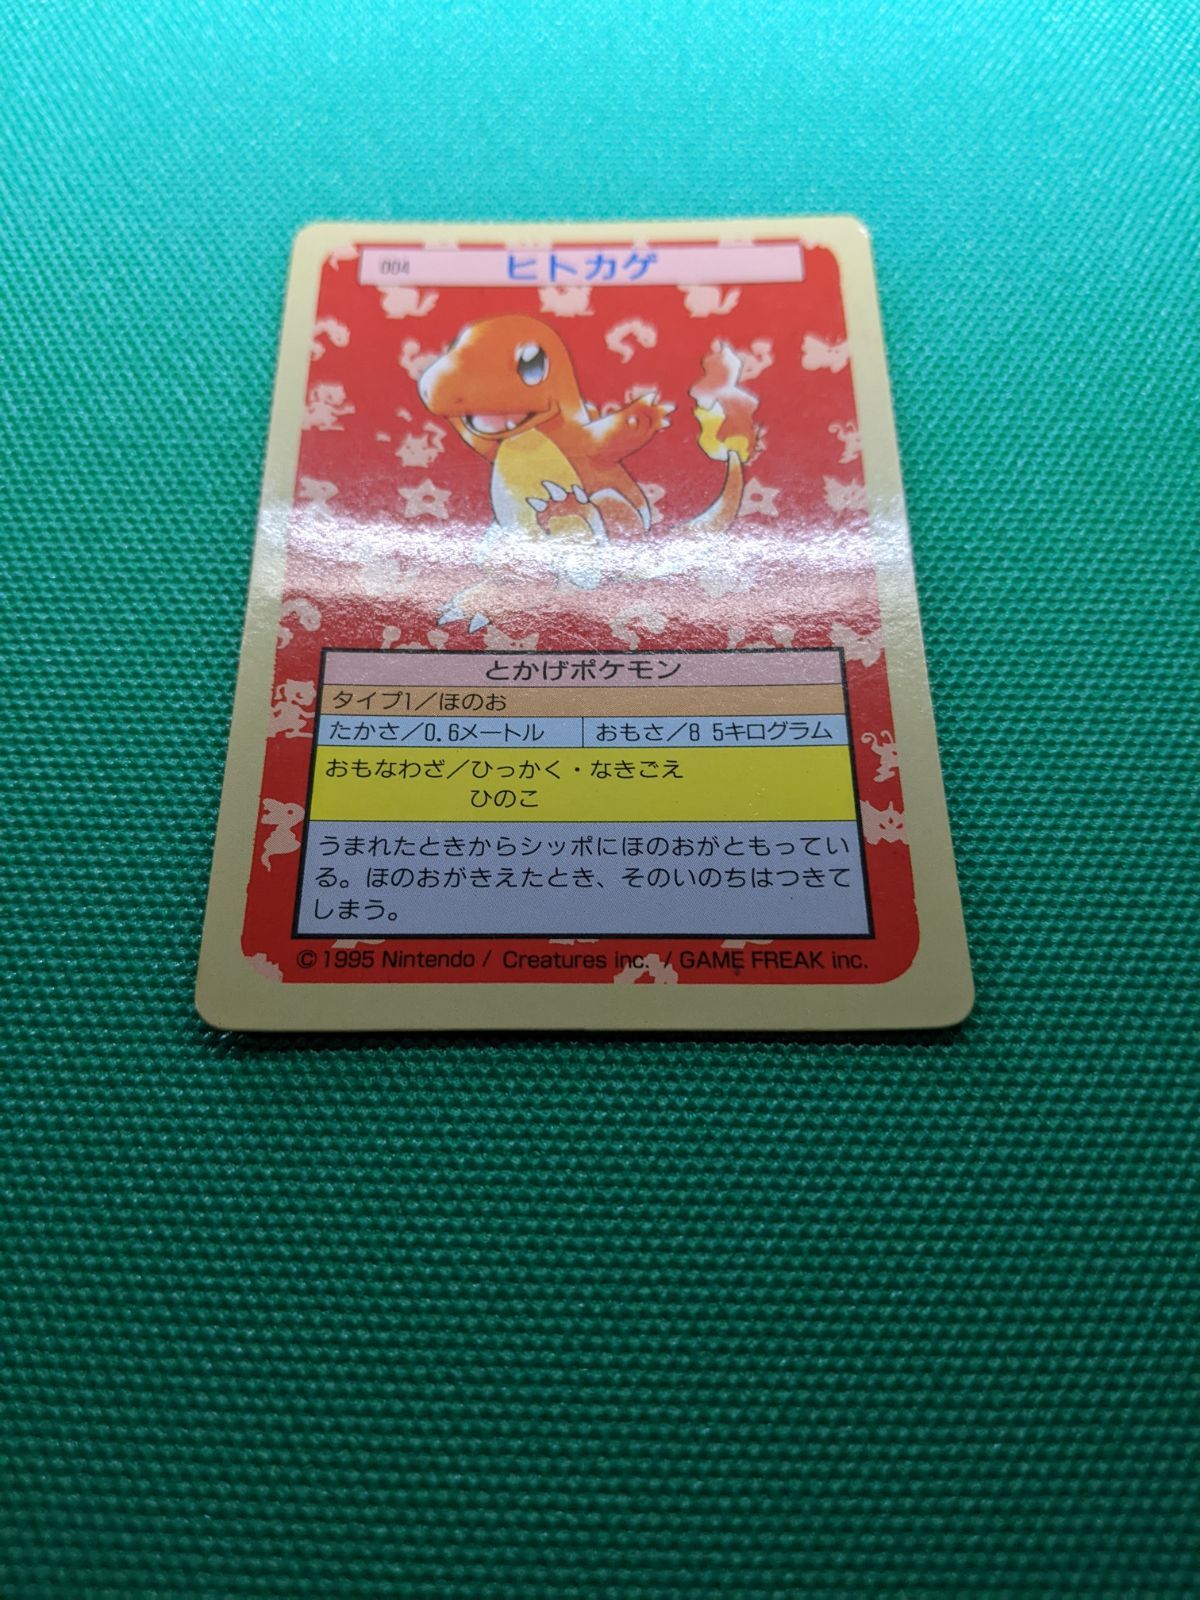 004 ヒトカゲ
とかげポケモン
タイプ1/ほのお
たかさ/0.6メートル おもさ/8 5キログラム
おもなわざ/ひっかく・なきごえ
ひのこ
うまれたときからシッポにほのおがともってい
る。ほのおがきえたとき、そのいのちはつきて
しまう。
©1995 Nintendo / Creatures inc. / GAME FREAK inc.